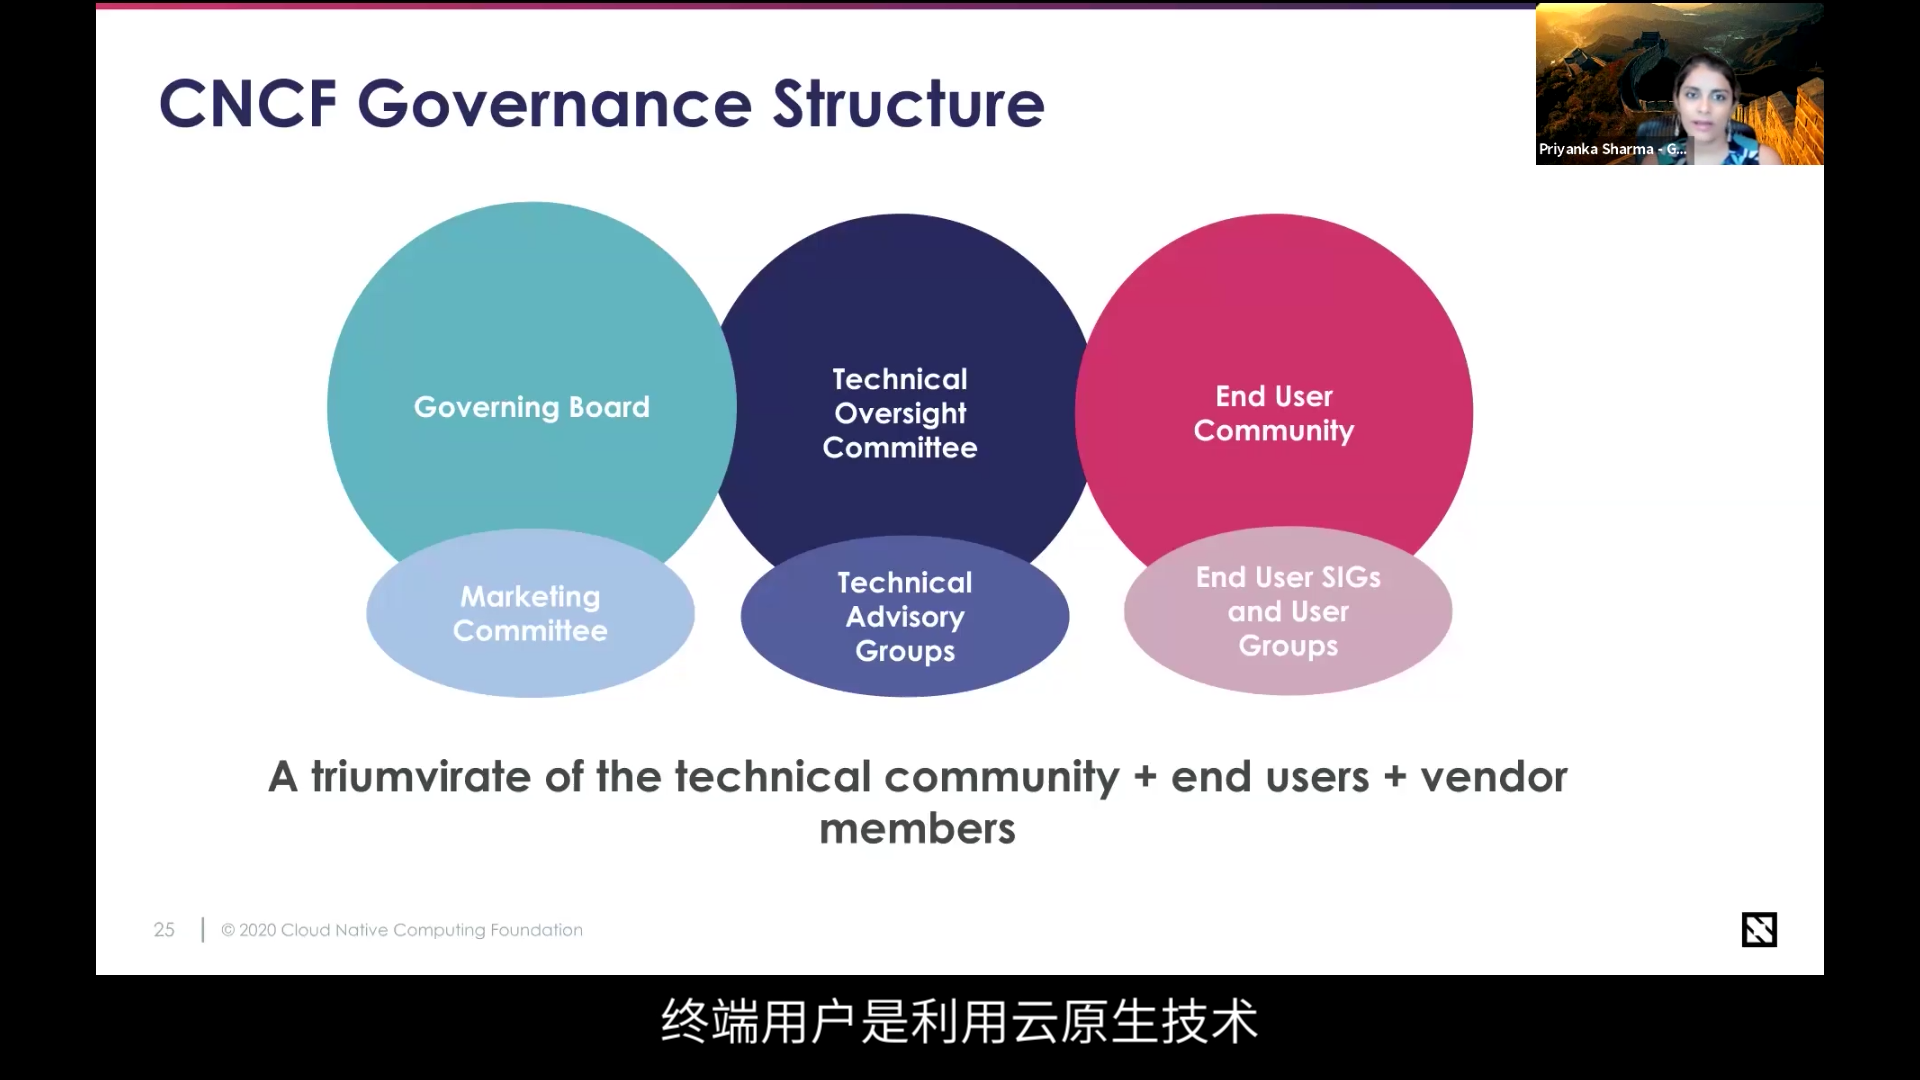 CNCF Governance Structure
Priyanka Sharma - G...
Governing Board
Technical
Oversight
Committee
End User
Community
Marketing
Committee
Technical
Advisory
Groups
End User SIGs
and User
Groups
A triumvirate of the technical community + end users + vendor
members
25
© 2020 Cloud Native Computing Foundation
终端用户是利用云原生技术